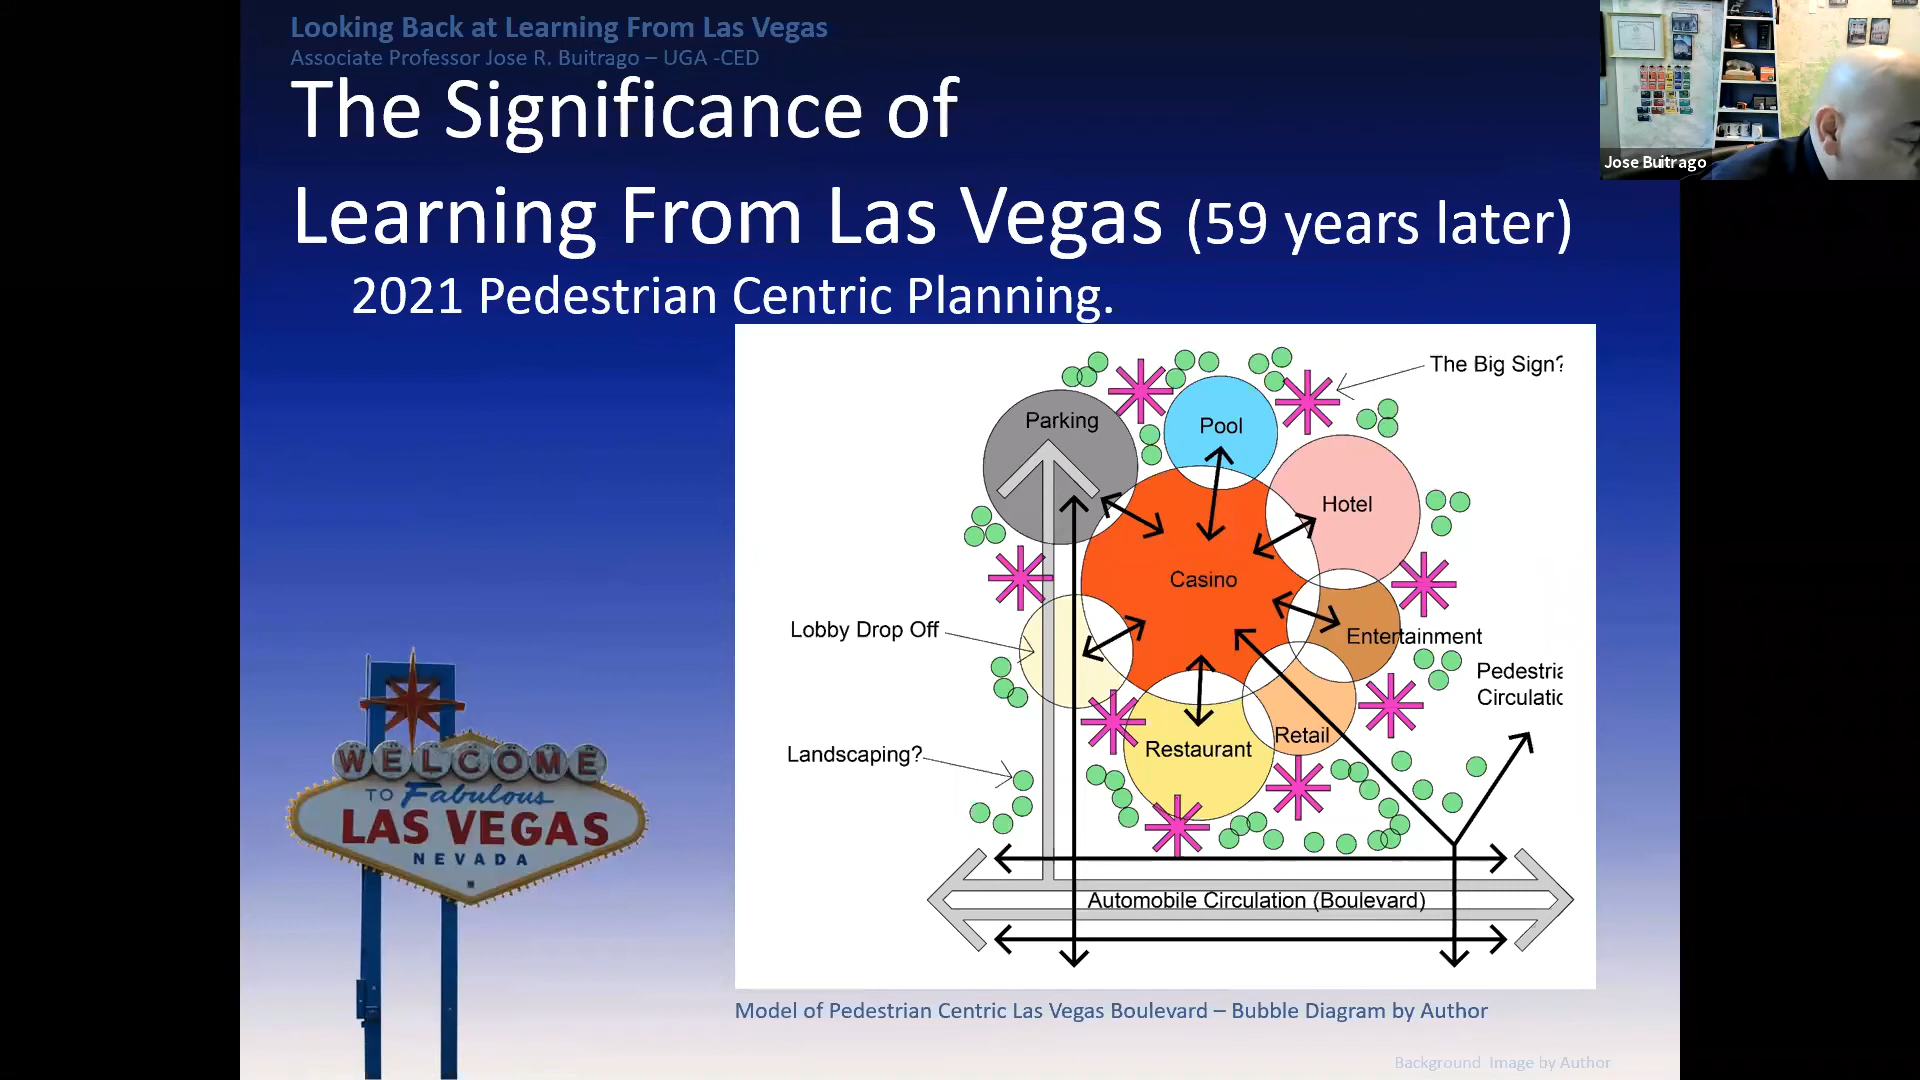 Looking Back at Learning From Las Vegas
Associate Professor Jose R. Buitrago – UGA -CED
The Significance of
Learning From Las Vegas (59 years later)
2021 Pedestrian Centric Planning.
Jose Buitrago
The Big Sign?
Parking
Pool
Hotel
Casino
Lobby Drop Off
Entertainment
Pedestria
Circulatic
Landscaping?
Restaurant
Retail
Automobile Circulation (Boulevard)
WELCOME
TO Fabulous
LAS VEGAS
NEVADA
Model of Pedestrian Centric Las Vegas Boulevard – Bubble Diagram by Author
Background Image by Author